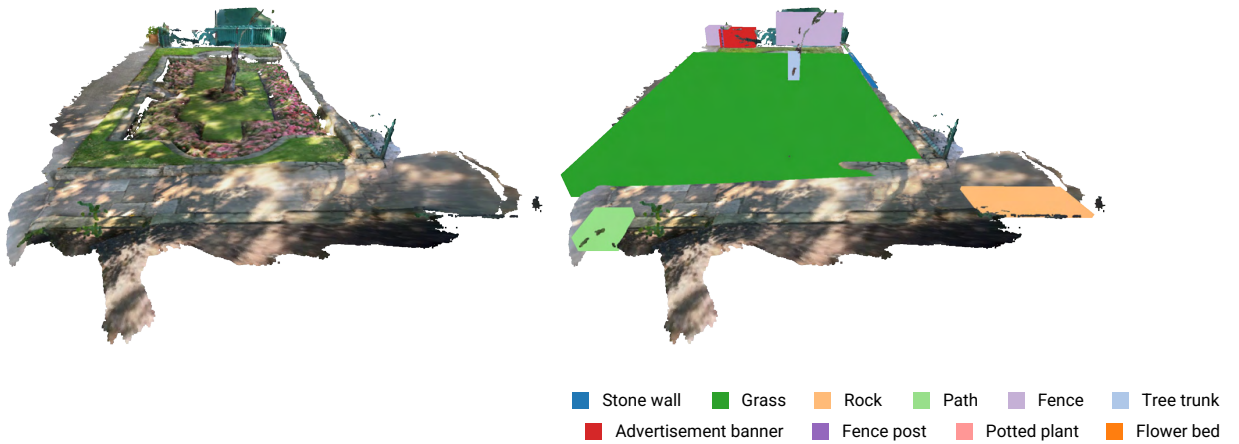 Stone wall Grass Rock Path Fence Tree trunk
Advertisement banner Fence post Potted plant Flower bed